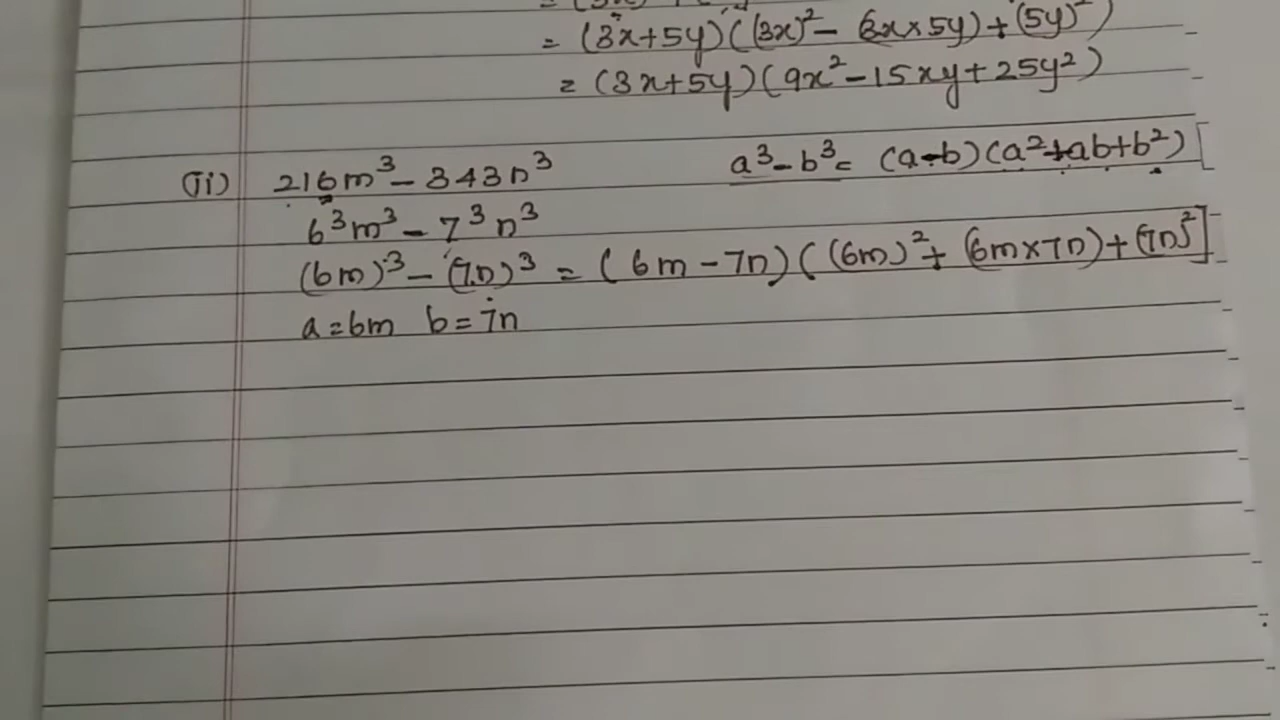 = (3x+5y)((3x)²- (3x×5y)+(5y)²)
= (3x+5y)(9x²-15xy+25y²)
(ii) 216m³-343n³ a³-b³= (a-b)(a²+ab+b²)
6³m³-7³n³
(6m)³-(7n)³ = (6m-7n)((6m)²+(6m×7n)+(7n)²]
a=6m b=7n